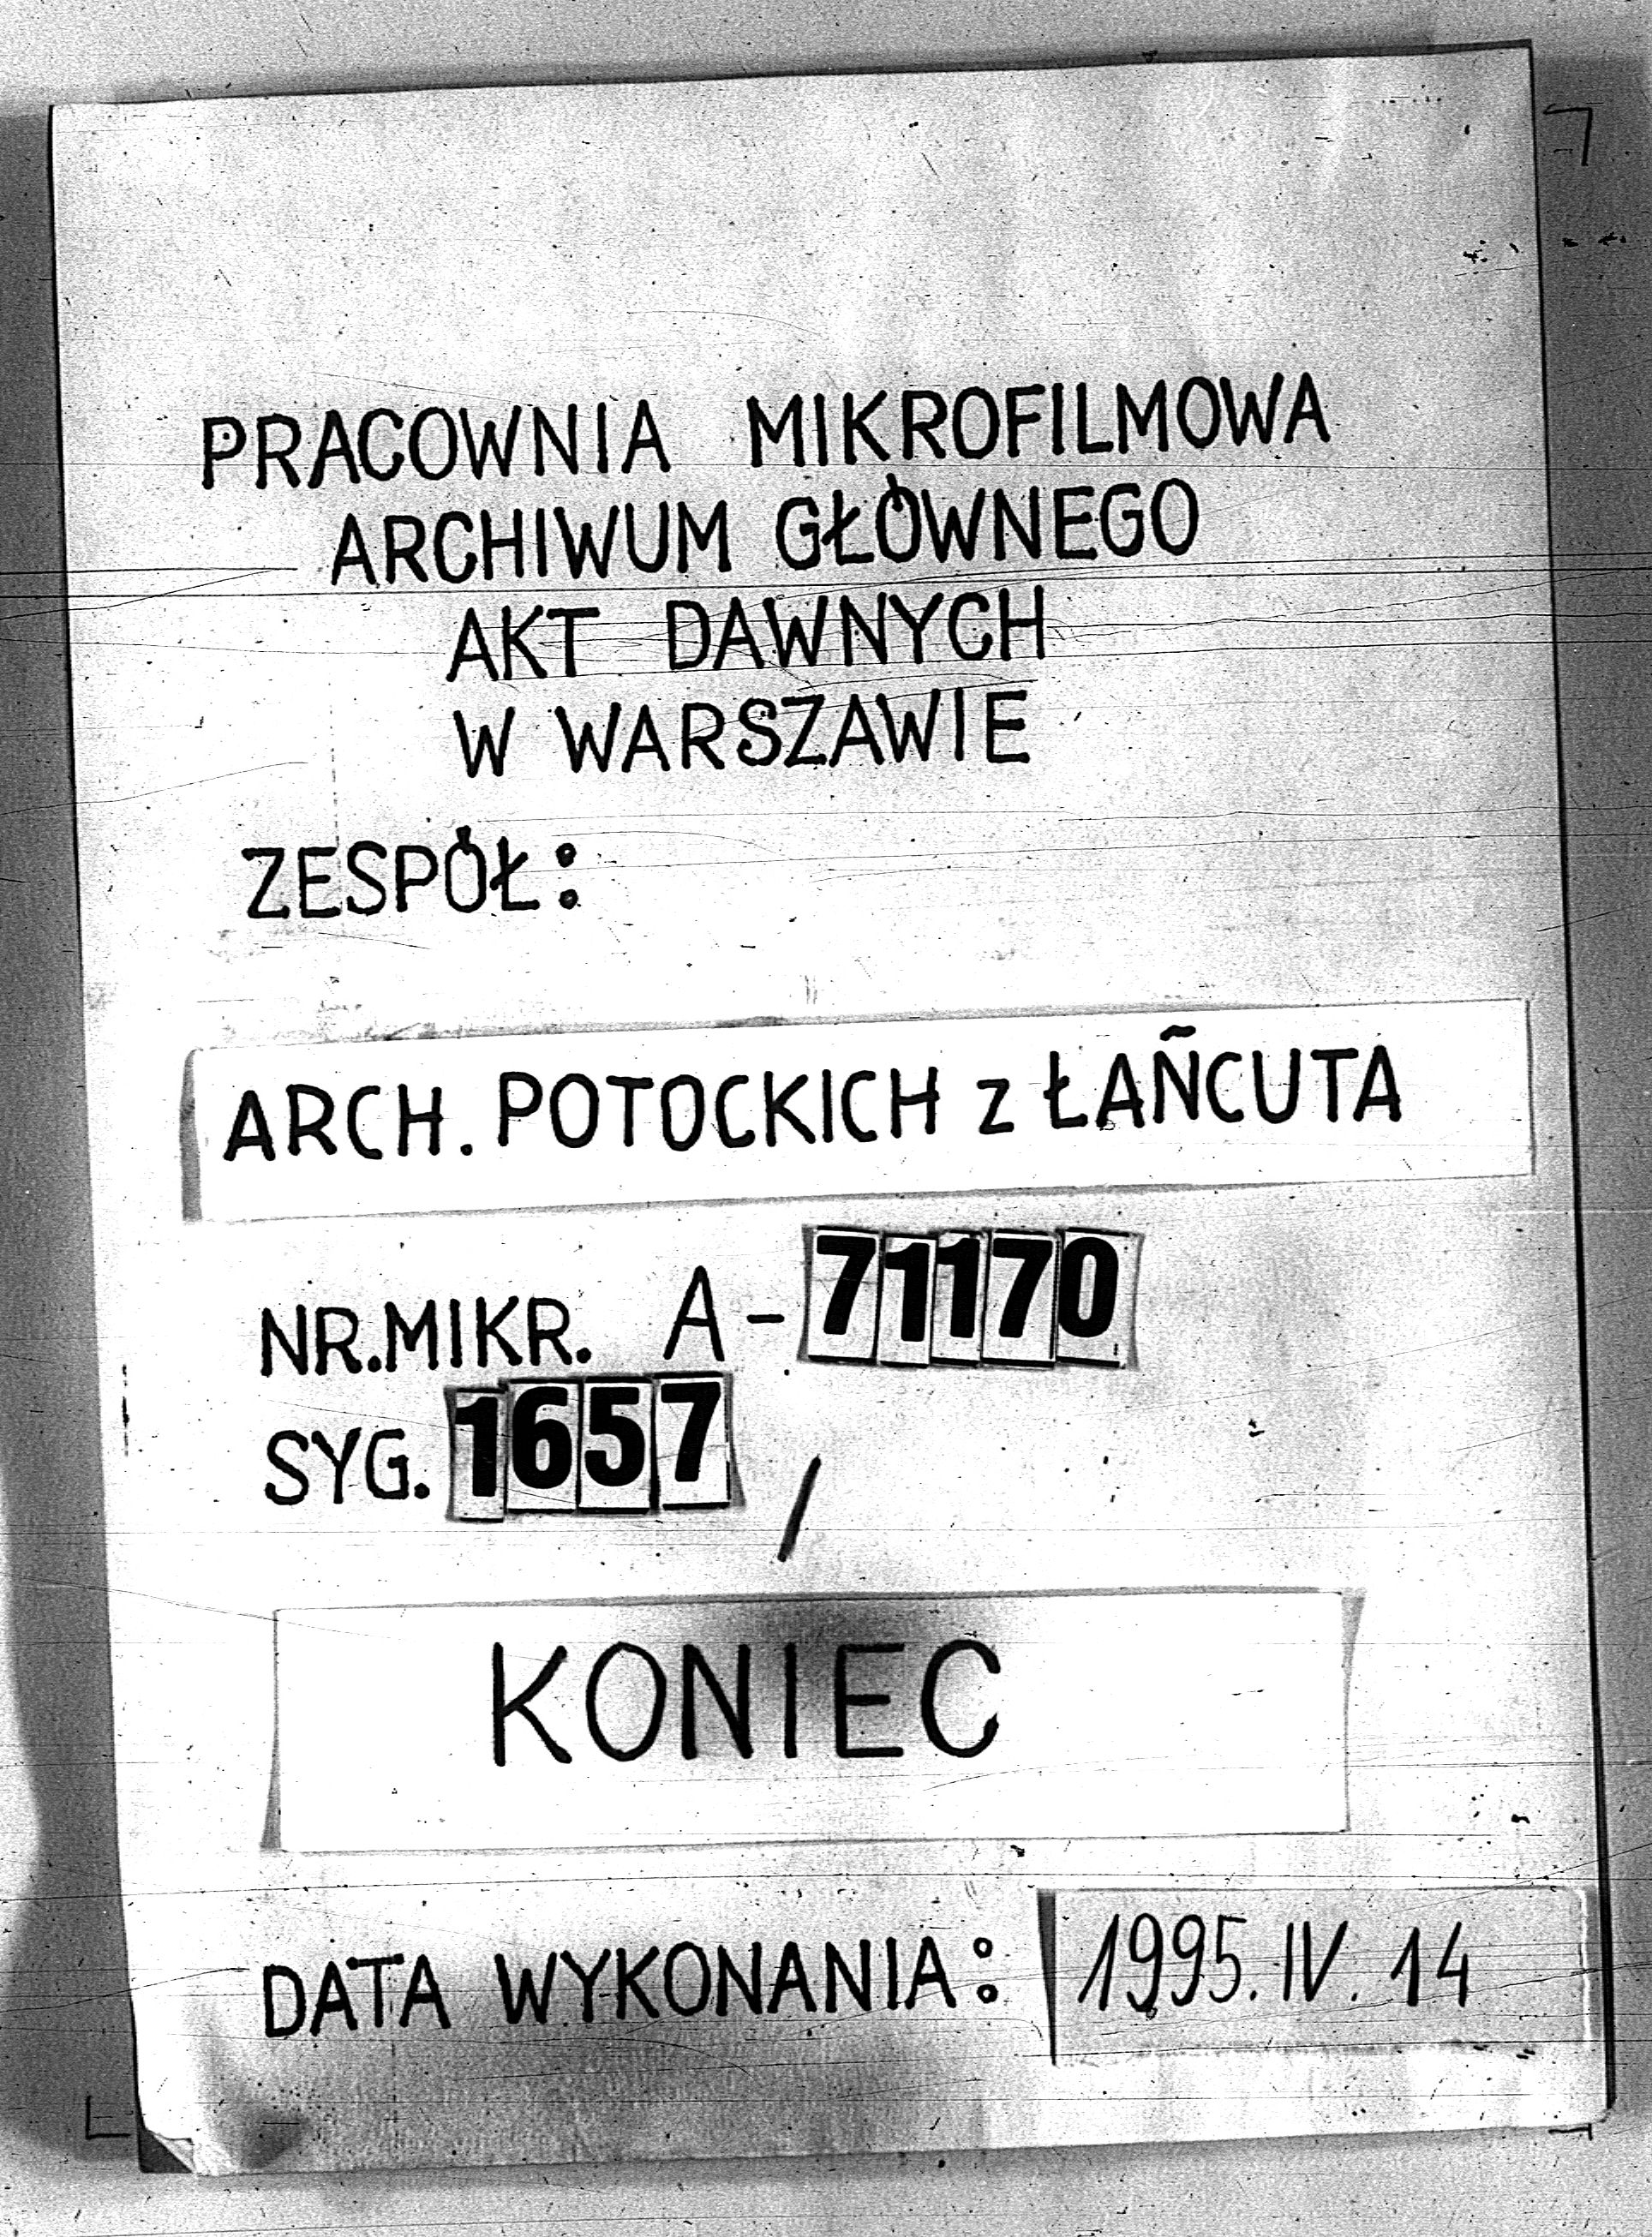 PRACOWNIA MIKROFILMOWA
ARCHIWUM GŁÓWNEGO
AKT DAWNYCH
W WARSZAWIE
ZESPÓŁ:
ARCH. POTOCKICH z ŁAŃCUTA
NR.MIKR. A-71170
SYG. 1657 /
KONIEC
DATA WYKONANIA: 1995.IV.14